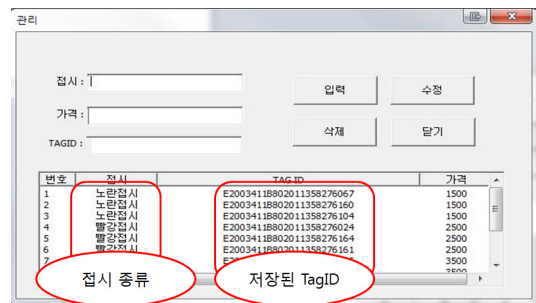 관리
접시 :
입력
수정
가격 :
삭제
닫기
TAGID :
번호 접시 TAG ID 가격
1 노란접시 E2003411B802011358276067 1500
2 노란접시 E2003411B802011358276160 1500
3 노란접시 E2003411B802011358276104 1500
4 빨강접시 E2003411B802011358276024 2500
5 빨강접시 E2003411B802011358276164 2500
6 빨강접시 E2003411B802011358276161 2500
7 3500
3500
접시 종류
저장된 TagID